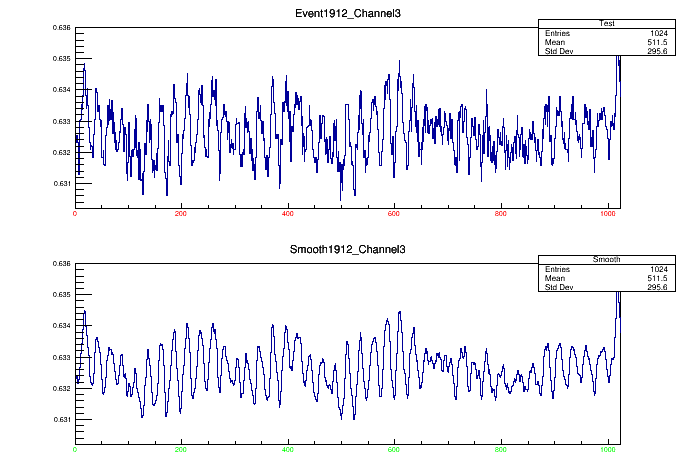 Event1912_Channel3
Test
Entries 1024
Mean 511.5
Std Dev 295.6
0.636
0.635
0.634
0.633
0.632
0.631
0 200 400 600 800 1000
Smooth1912_Channel3
Smooth
Entries 1024
Mean 511.5
Std Dev 295.6
0.636
0.635
0.634
0.633
0.632
0.631
0 200 400 600 800 1000